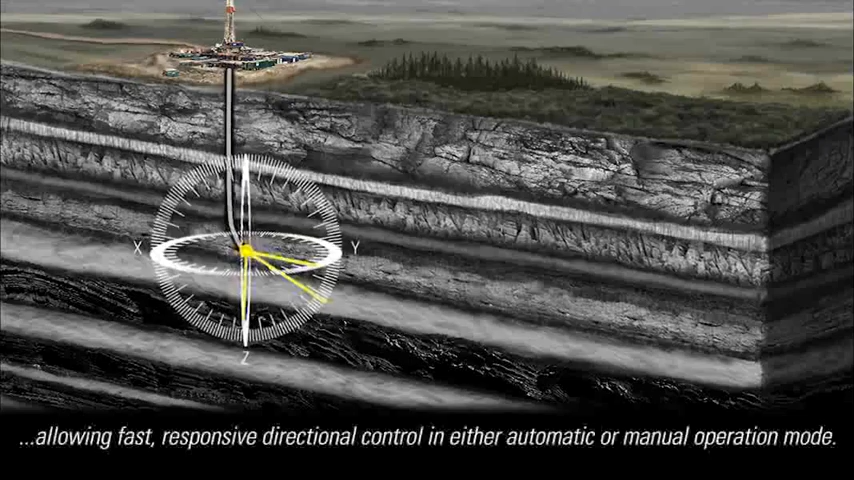 X
Y
Z
...allowing fast, responsive directional control in either automatic or manual operation mode.